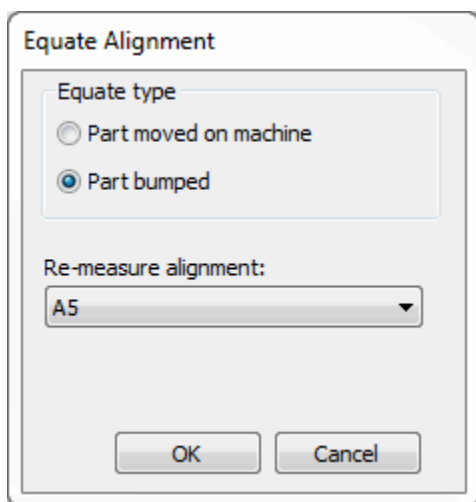 Equate Alignment
Equate type
Part moved on machine
Part bumped
Re-measure alignment:
A5
OK
Cancel